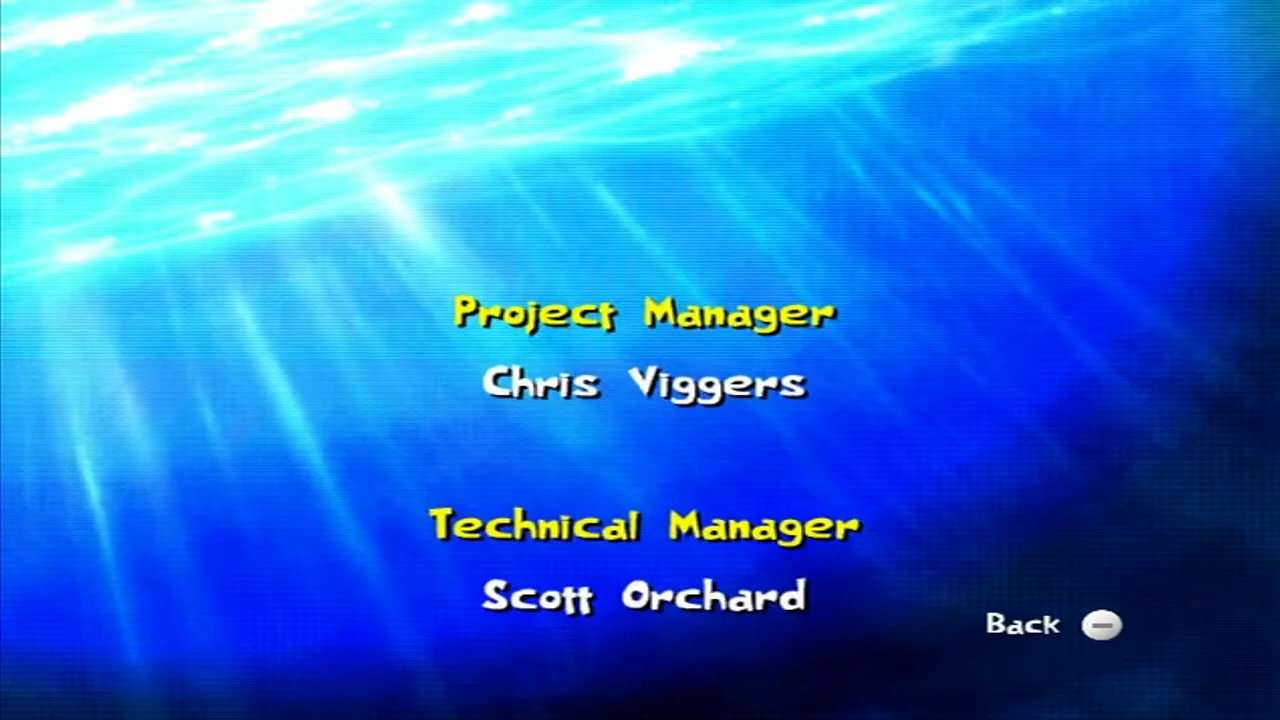 Project Manager
Chris Viggers
Technical Manager
Scott Orchard
Back